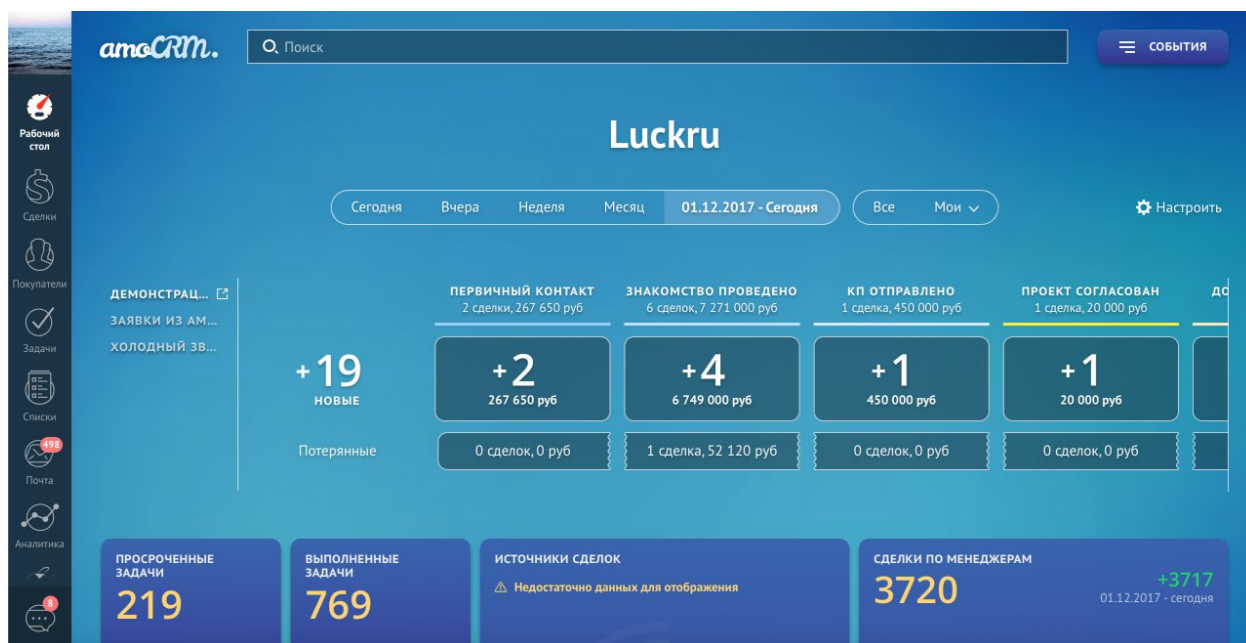 amoCRM.
Поиск
СОБЫТИЯ
Рабочий
стол
Сделки
Покупатели
Задачи
Списки
498
Почта
Аналитика
8
Luckru
Сегодня Вчера Неделя Месяц 01.12.2017 - Сегодня Все Мои
Настроить
ДЕМОНСТРАЦ...
ЗАЯВКИ ИЗ АМ...
ХОЛОДНЫЙ ЗВ...
ПЕРВИЧНЫЙ КОНТАКТ ЗНАКОМСТВО ПРОВЕДЕНО КП ОТПРАВЛЕНО ПРОЕКТ СОГЛАСОВАН ДО
2 сделки, 267 650 руб 6 сделок, 7 271 000 руб 1 сделка, 450 000 руб 1 сделка, 20 000 руб
+19 +2 +4 +1 +1
НОВЫЕ 267 650 руб 6 749 000 руб 450 000 руб 20 000 руб
Потерянные 0 сделок, 0 руб 1 сделка, 52 120 руб 0 сделок, 0 руб 0 сделок, 0 руб
ПРОСРОЧЕННЫЕ
ЗАДАЧИ
219
ВЫПОЛНЕННЫЕ
ЗАДАЧИ
769
ИСТОЧНИКИ СДЕЛОК
Недостаточно данных для отображения
СДЕЛКИ ПО МЕНЕДЖЕРАМ
3720
+3717
01.12.2017 - сегодня